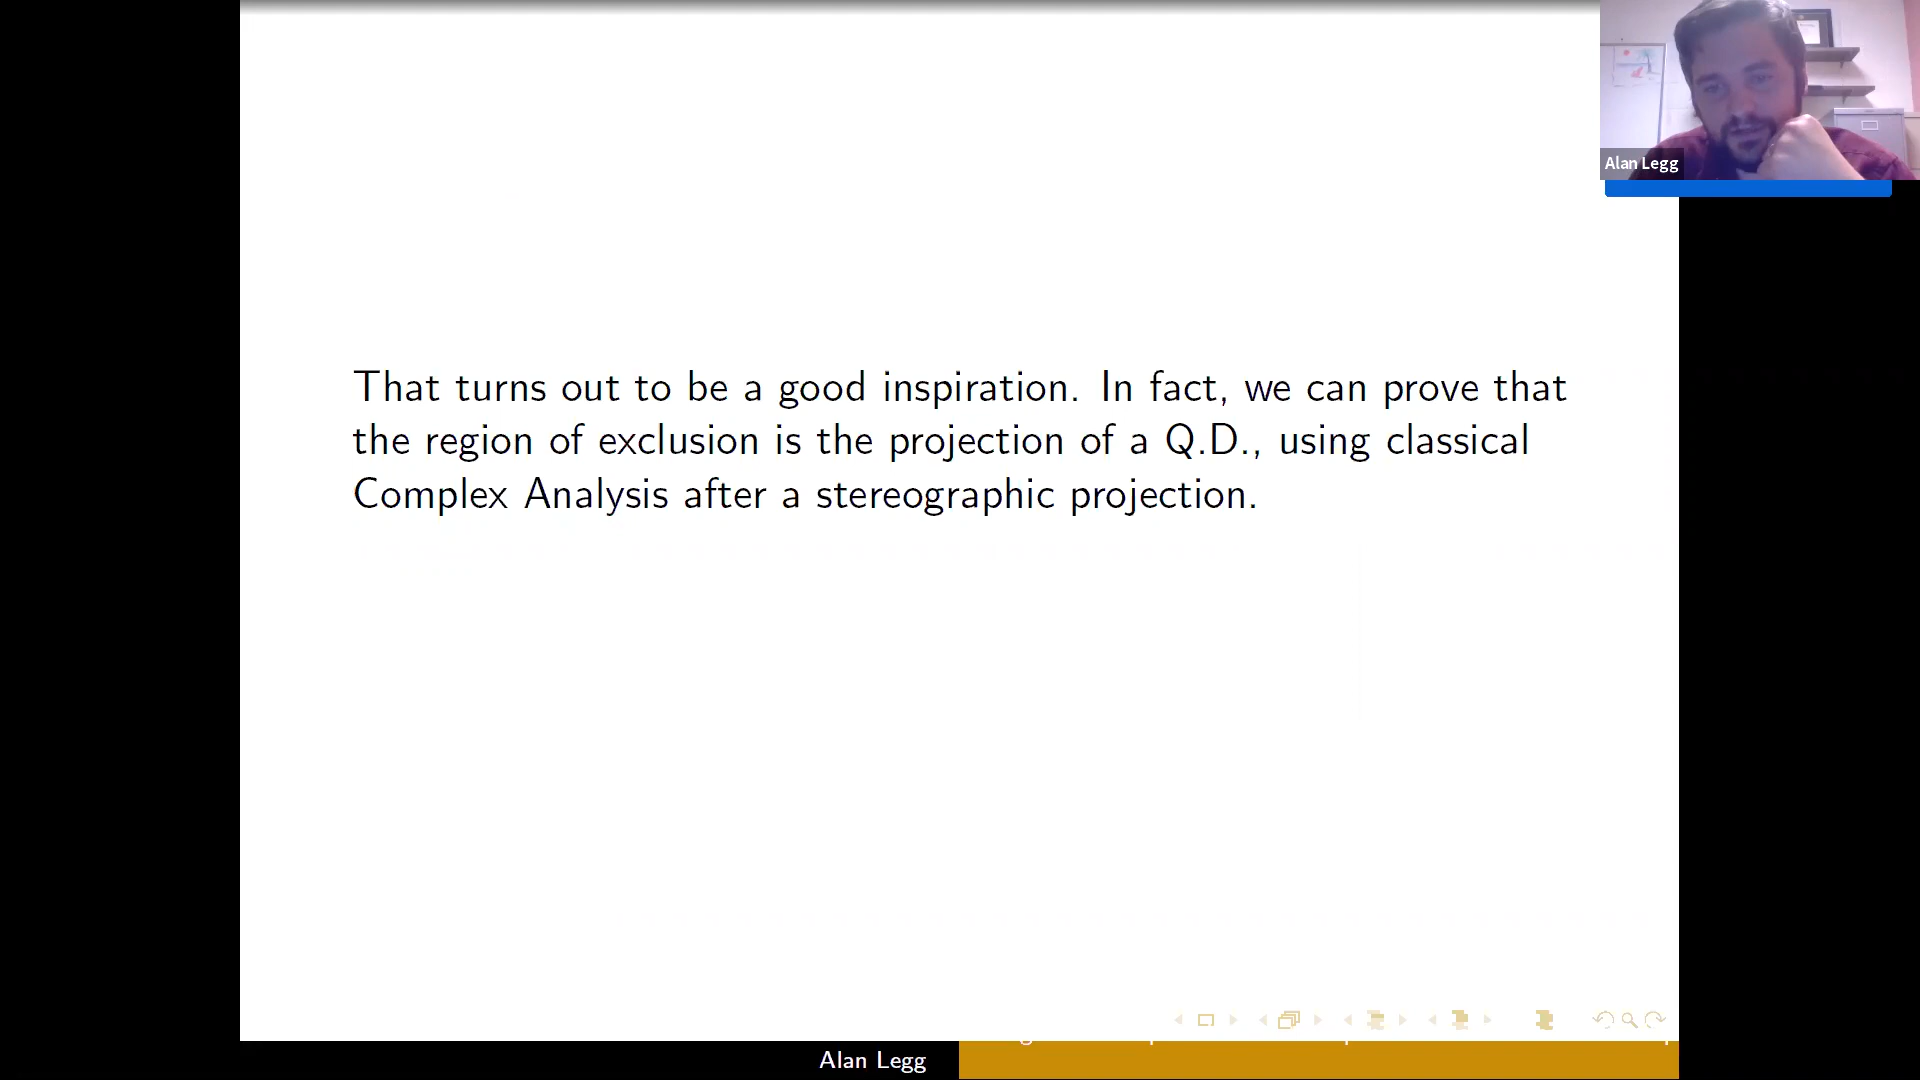 Alan Legg
That turns out to be a good inspiration. In fact, we can prove that
the region of exclusion is the projection of a Q.D., using classical
Complex Analysis after a stereographic projection.
Alan Legg